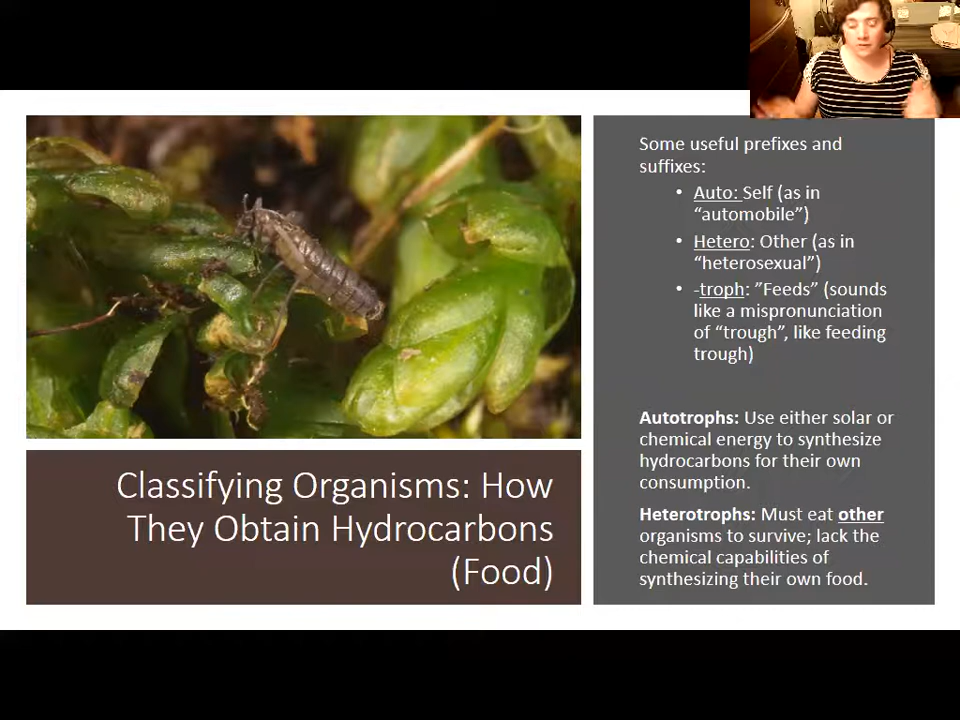 Some useful prefixes and
suffixes:
• Auto: Self (as in
“automobile”)
• Hetero: Other (as in
“heterosexual”)
• -troph: ”Feeds” (sounds
like a mispronunciation
of “trough”, like feeding
trough)
Autotrophs: Use either solar or
chemical energy to synthesize
hydrocarbons for their own
consumption.
Heterotrophs: Must eat other
organisms to survive; lack the
chemical capabilities of
synthesizing their own food.
Classifying Organisms: How
They Obtain Hydrocarbons
(Food)